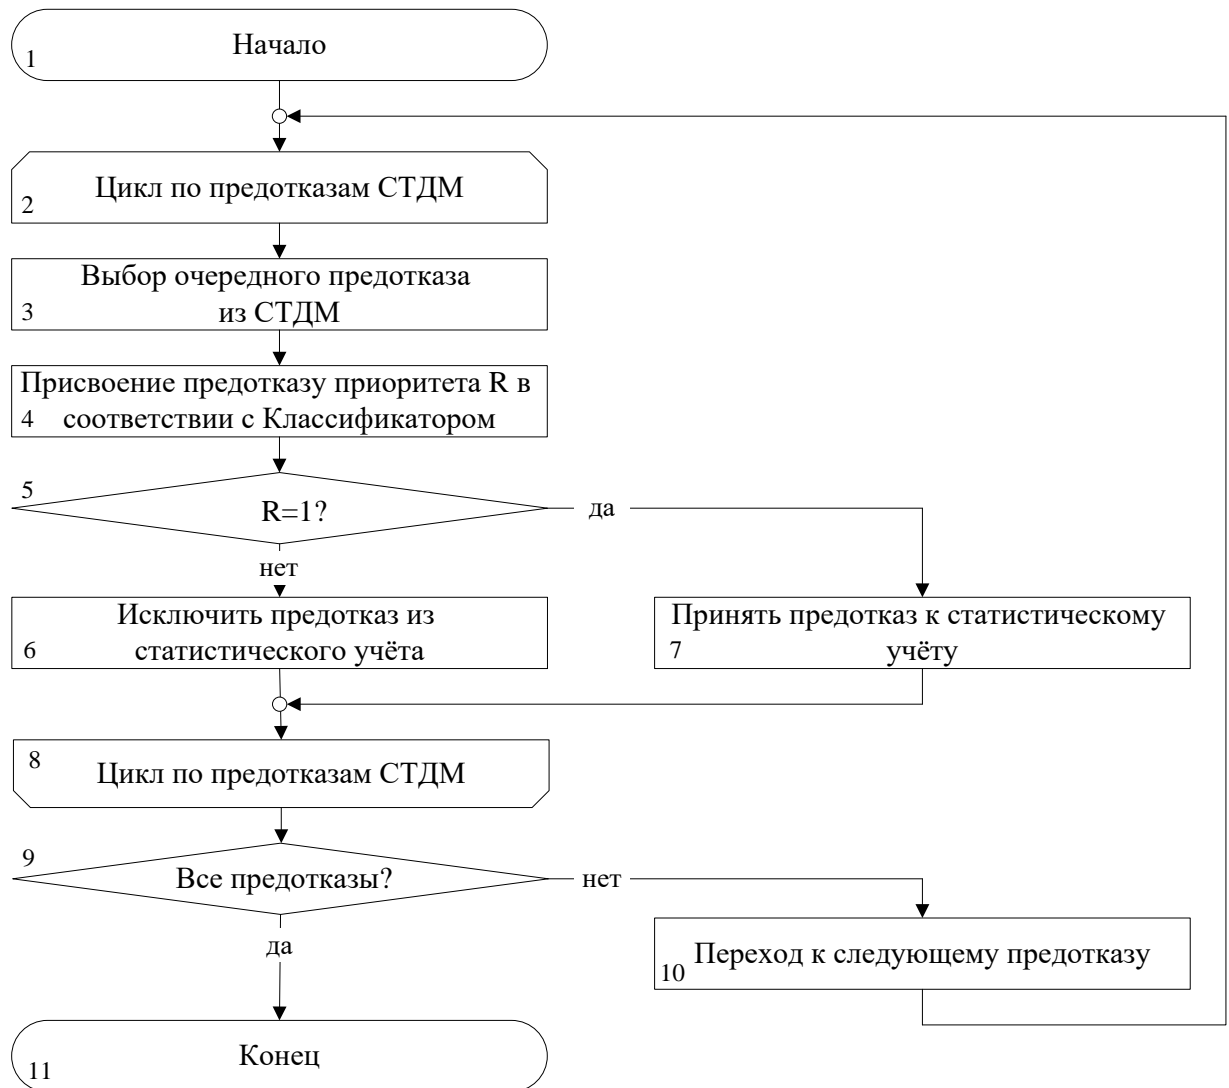 Начало
1
Цикл по предотказам СТДМ
2
Выбор очередного предотказа
из СТДМ
3
Присвоение предотказу приоритета R в
соответствии с Классификатором
4
5
R=1?
да
нет
Исключить предотказ из
статистического учёта
6
Принять предотказ к статистическому
учёту
7
8
Цикл по предотказам СТДМ
9
Все предотказы?
нет
да
Переход к следующему предотказу
10
Конец
11